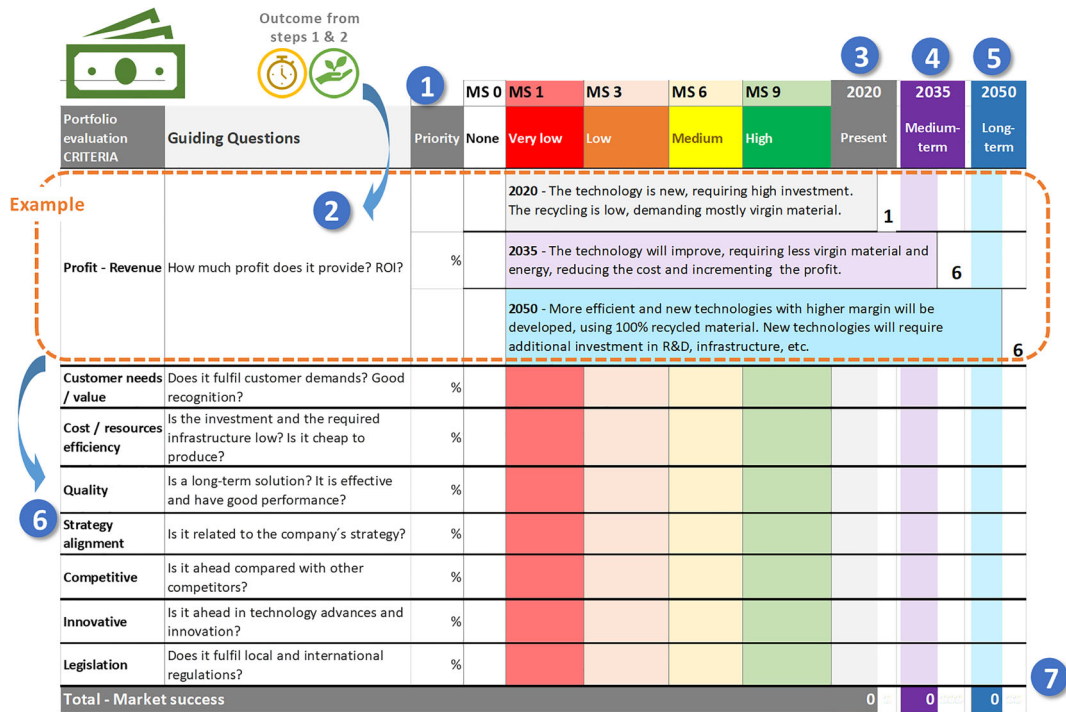 Outcome from
steps 1 & 2
1
3
4
5
MS 0
MS 1
MS 3
MS 6
MS 9
2020
2035
2050
Portfolio
evaluation
CRITERIA
Guiding Questions
Priority
None
Very low
Low
Medium
High
Present
Medium-
term
Long-
term
Example
2
Profit - Revenue
How much profit does it provide? ROI?
%
2020 - The technology is new, requiring high investment.
The recycling is low, demanding mostly virgin material.
1
2035 - The technology will improve, requiring less virgin material and
energy, reducing the cost and incrementing the profit.
6
2050 - More efficient and new technologies with higher margin will be
developed, using 100% recycled material. New technologies will require
additional investment in R&D, infrastructure, etc.
6
Customer needs
/ value
Does it fulfil customer demands? Good
recognition?
%
Cost / resources
efficiency
Is the investment and the required
infrastructure low? Is it cheap to
produce?
%
6
Quality
Is a long-term solution? It is effective
and have good performance?
%
Strategy
alignment
Is it related to the company´s strategy?
%
Competitive
Is it ahead compared with other
competitors?
%
Innovative
Is it ahead in technology advances and
innovation?
%
Legislation
Does it fulfil local and international
regulations?
%
7
Total - Market success
0
0
0